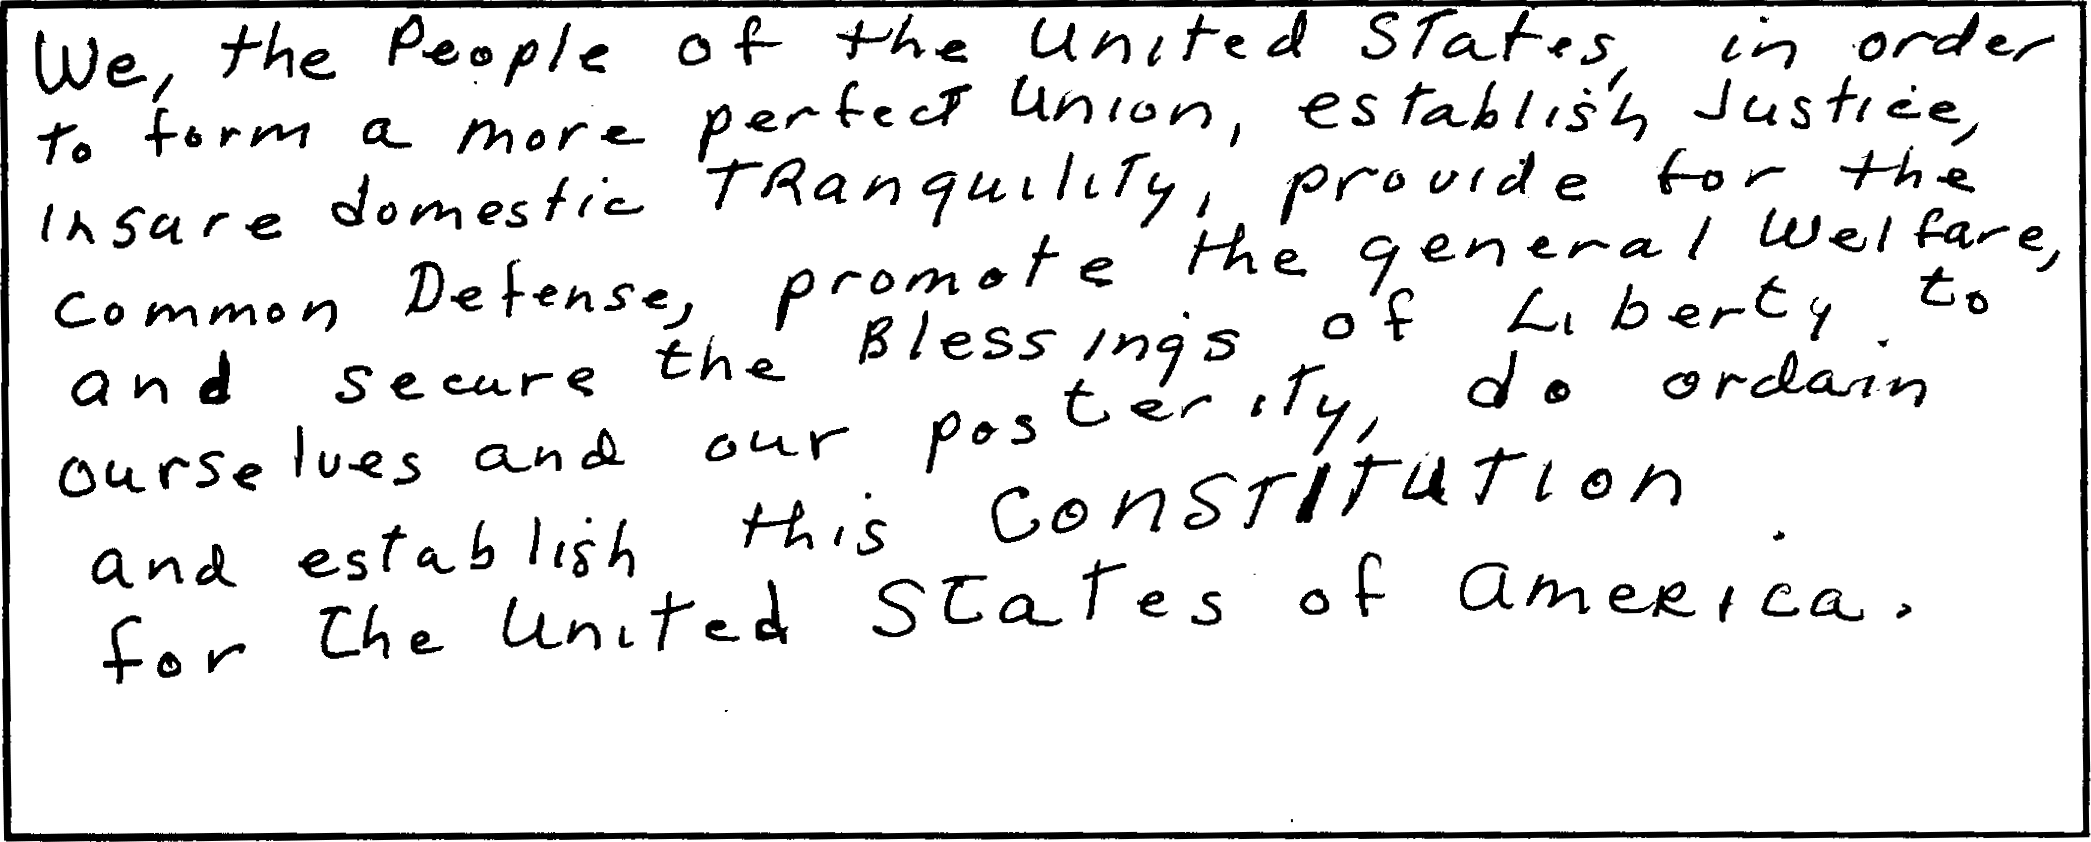 We, the People of the United States, in order
to form a more perfect Union, establish Justice,
insure domestic TRanquility, provide for the
common Defense, promote the general Welfare,
and secure the Blessings of Liberty to
ourselves and our posterity, do ordain
and establish this CONSTITUTION
for the United States of america.